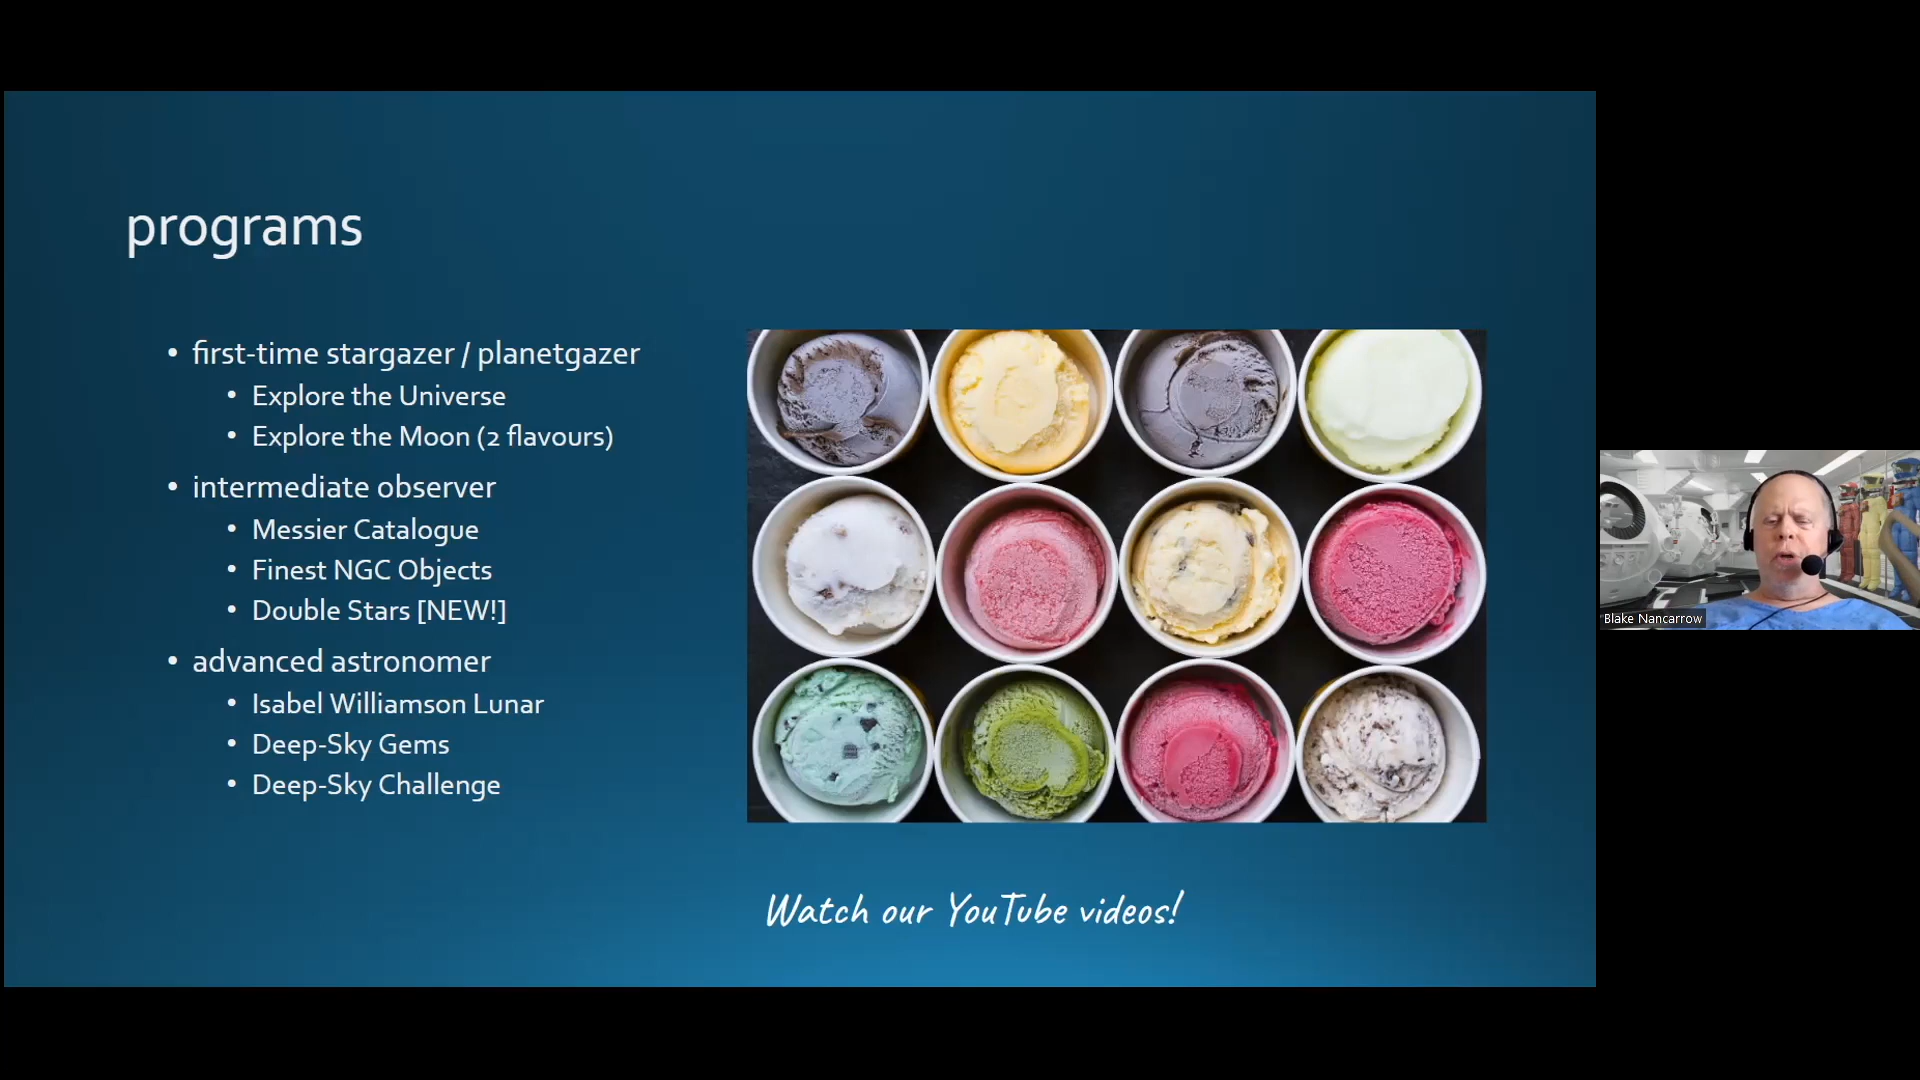 programs
• first-time stargazer / planetgazer
• Explore the Universe
• Explore the Moon (2 flavours)
• intermediate observer
• Messier Catalogue
• Finest NGC Objects
• Double Stars [NEW!]
• advanced astronomer
• Isabel Williamson Lunar
• Deep-Sky Gems
• Deep-Sky Challenge
Watch our YouTube videos!
Blake Nancarrow